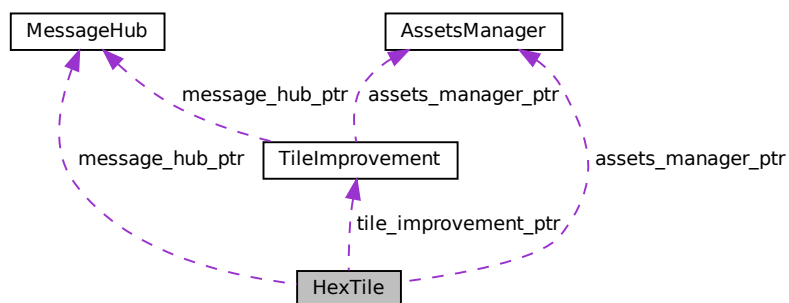 MessageHub
AssetsManager
message_hub_ptr
assets_manager_ptr
message_hub_ptr
TileImprovement
assets_manager_ptr
tile_improvement_ptr
HexTile